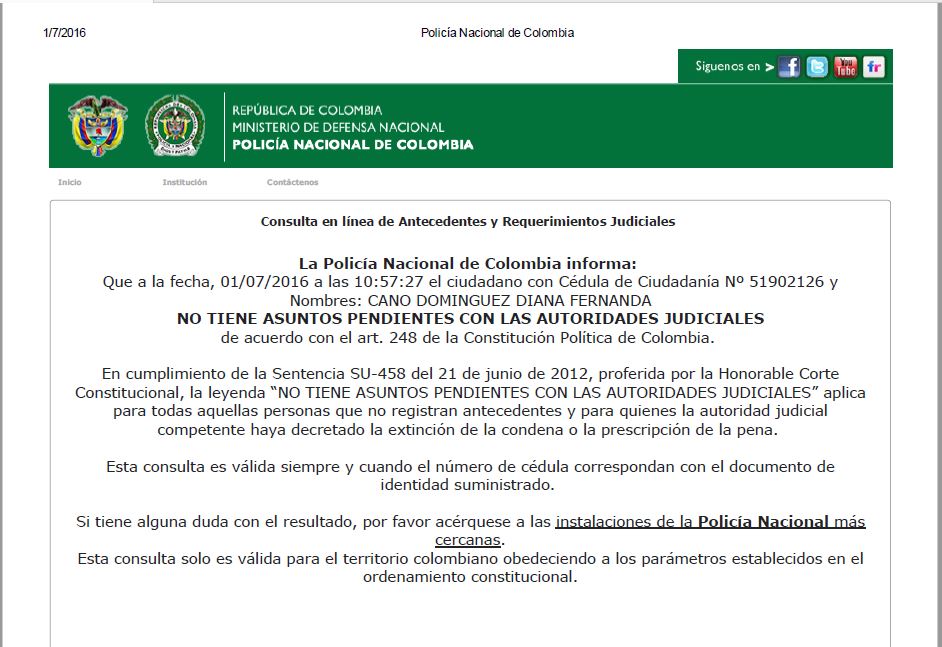 1/7/2016
Policía Nacional de Colombia
Siguenos en >
You
Tube
REPÚBLICA DE COLOMBIA
MINISTERIO DE DEFENSA NACIONAL
POLICÍA NACIONAL DE COLOMBIA
Inicio
Institución
Contáctenos
Consulta en línea de Antecedentes y Requerimientos Judiciales
La Policía Nacional de Colombia informa:
Que a la fecha, 01/07/2016 a las 10:57:27 el ciudadano con Cédula de Ciudadanía Nº 51902126 y
Nombres: CANO DOMINGUEZ DIANA FERNANDA
NO TIENE ASUNTOS PENDIENTES CON LAS AUTORIDADES JUDICIALES
de acuerdo con el art. 248 de la Constitución Política de Colombia.
En cumplimiento de la Sentencia SU-458 del 21 de junio de 2012, proferida por la Honorable Corte
Constitucional, la leyenda “NO TIENE ASUNTOS PENDIENTES CON LAS AUTORIDADES JUDICIALES” aplica
para todas aquellas personas que no registran antecedentes y para quienes la autoridad judicial
competente haya decretado la extinción de la condena o la prescripción de la pena.
Esta consulta es válida siempre y cuando el número de cédula correspondan con el documento de
identidad suministrado.
Si tiene alguna duda con el resultado, por favor acérquese a las instalaciones de la Policía Nacional más
cercanas.
Esta consulta solo es válida para el territorio colombiano obedeciendo a los parámetros establecidos en el
ordenamiento constitucional.